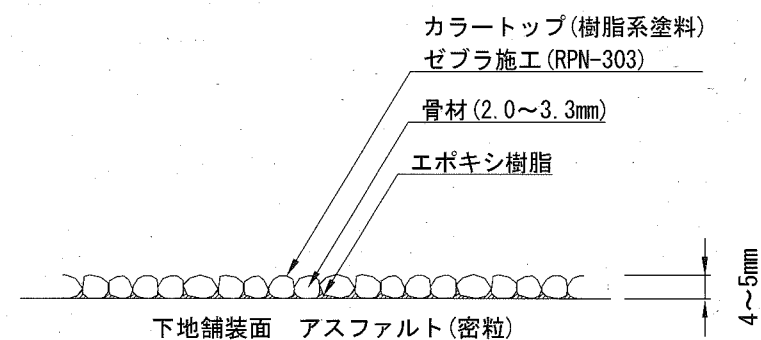 カラートップ(樹脂系塗料)
ゼブラ施工(RPN-303)
骨材(2.0～3.3mm)
エポキシ樹脂
4～5mm
下地舗装面 アスファルト(密粒)